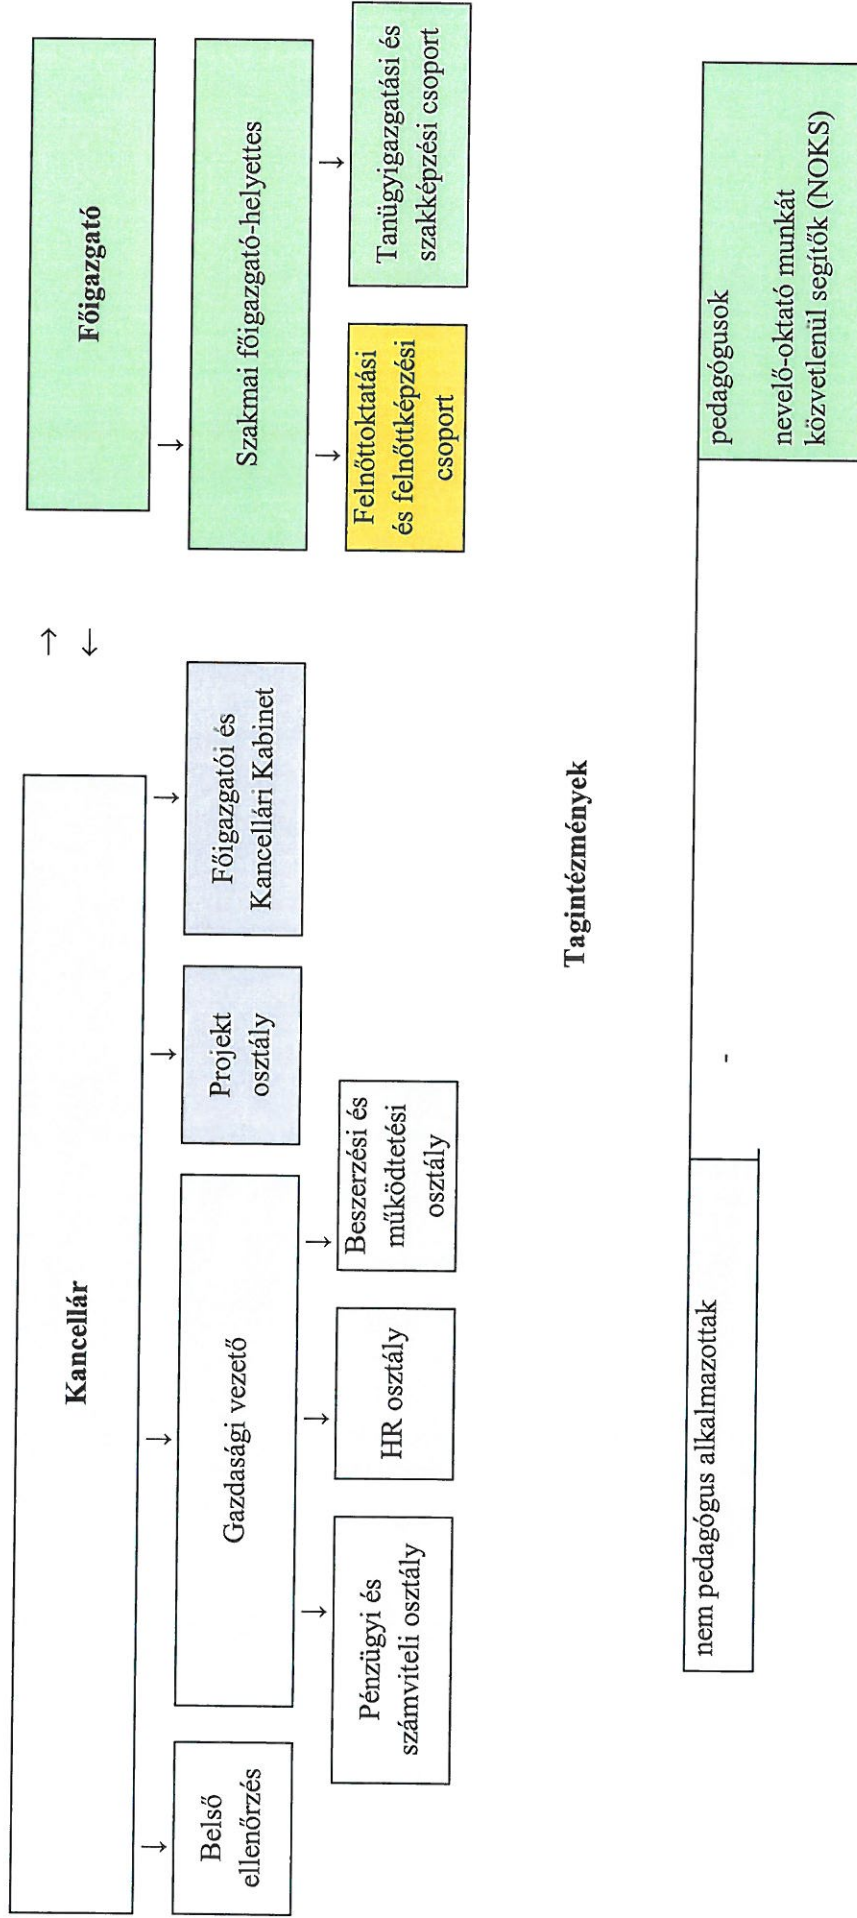 Kancellár
Főigazgató
Belső
ellenőrzés
Gazdasági vezető
Projekt
osztály
Főigazgatói és
Kancellári Kabinet
Szakmai főigazgató-helyettes
Pénzügyi és
számviteli osztály
HR osztály
Beszerzési és
működtetési
osztály
Felnőttoktatási
és felnőttképzési
csoport
Tanügyigazgatási és
szakképzési csoport
Tagintézmények
nem pedagógus alkalmazottak
-
pedagógusok
nevelő-oktató munkát
közvetlenül segítők (NOKS)